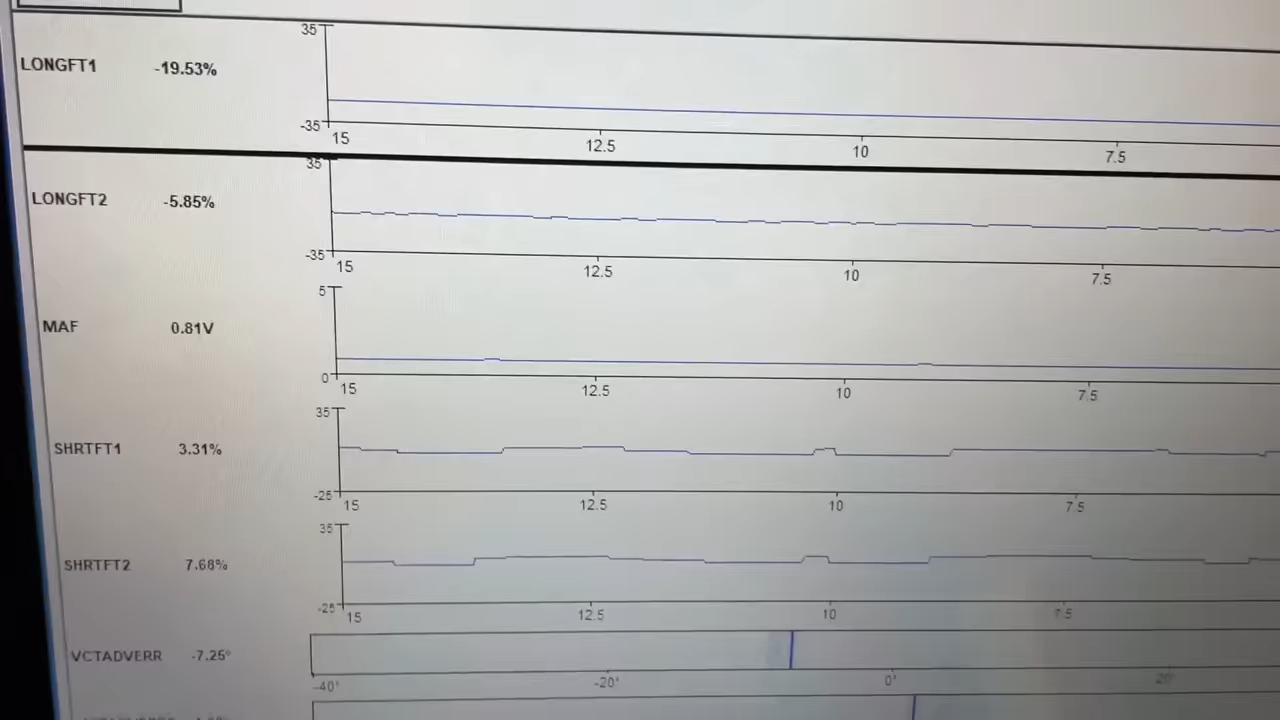 35
LONGFT1 -19.53%
-35
15 12.5 10 7.5
35
LONGFT2 -5.85%
-35
15 12.5 10 7.5
5
MAF 0.81V
0
15 12.5 10 7.5
35
SHRTFT1 3.31%
-25
15 12.5 10 7.5
35
SHRTFT2 7.68%
-25
15 12.5 10 7.5
VCTADVERR -7.25°
-40' -20' 0' 20'